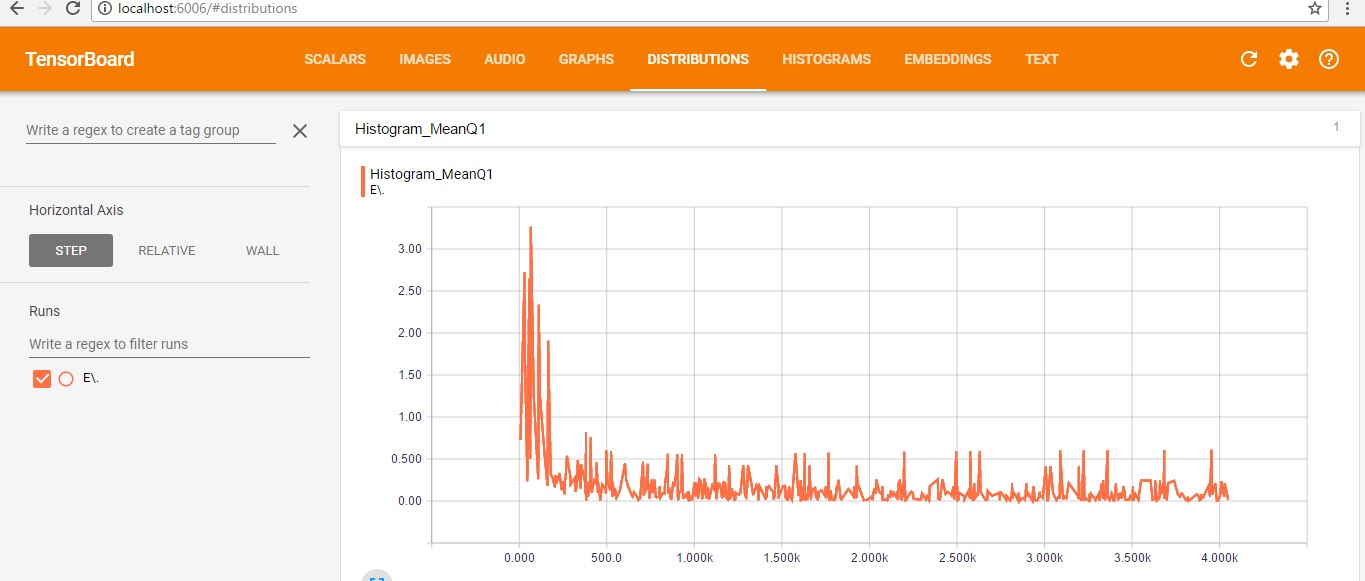 localhost:6006/#distributions
TensorBoard SCALARS IMAGES AUDIO GRAPHS DISTRIBUTIONS HISTOGRAMS EMBEDDINGS TEXT
Write a regex to create a tag group
Horizontal Axis
STEP RELATIVE WALL
Runs
Write a regex to filter runs
E\.
Histogram_MeanQ1 1
Histogram_MeanQ1
E\.
3.00
2.50
2.00
1.50
1.00
0.500
0.00
0.000 500.0 1.000k 1.500k 2.000k 2.500k 3.000k 3.500k 4.000k